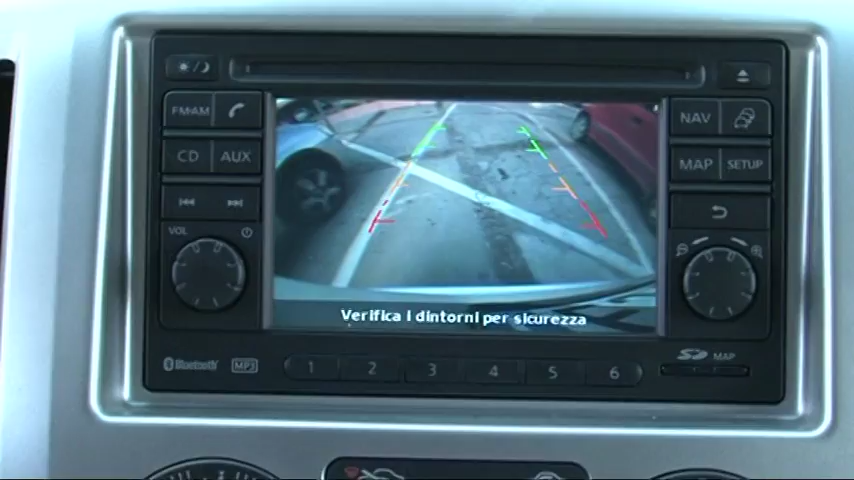 FM·AM
NAV
CD AUX
MAP SETUP
VOL
Verifica i dintorni per sicurezza
Bluetooth MP3 1 2 3 4 5 6 SD MAP